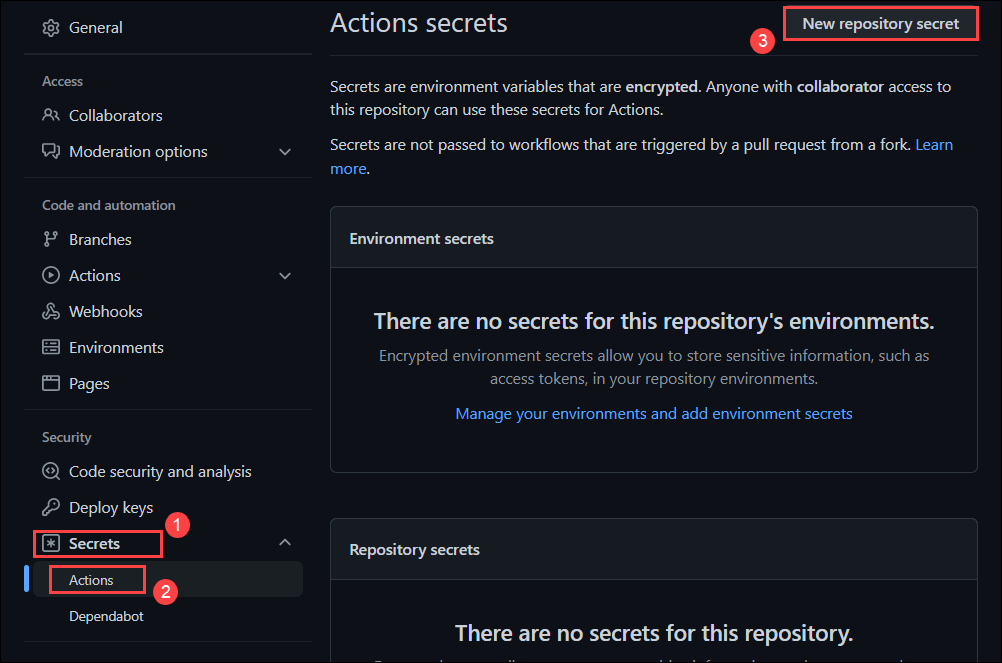 General
Access
Collaborators
Moderation options
Code and automation
Branches
Actions
Webhooks
Environments
Pages
Security
Code security and analysis
Deploy keys
1
Secrets
Actions
2
Dependabot
Actions secrets
3
New repository secret
Secrets are environment variables that are encrypted. Anyone with collaborator access to
this repository can use these secrets for Actions.
Secrets are not passed to workflows that are triggered by a pull request from a fork. Learn
more.
Environment secrets
There are no secrets for this repository's environments.
Encrypted environment secrets allow you to store sensitive information, such as
access tokens, in your repository environments.
Manage your environments and add environment secrets
Repository secrets
There are no secrets for this repository.